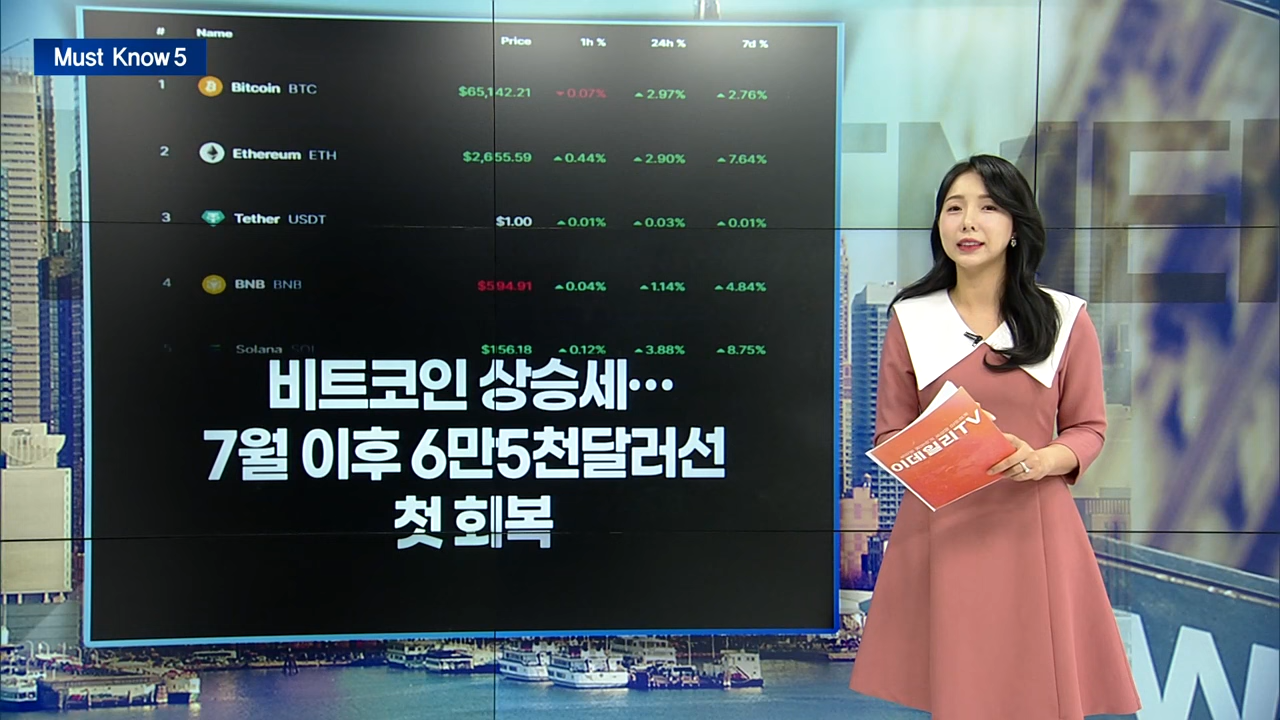 Must Know 5
# Name Price 1h % 24h % 7d %
1 Bitcoin BTC $65,142.21 0.07% 2.97% 2.76%
2 Ethereum ETH $2,655.59 0.44% 2.90% 7.64%
3 Tether USDT $1.00 0.01% 0.03% 0.01%
4 BNB BNB $594.91 0.04% 1.14% 4.84%
5 Solana SOL $156.18 0.12% 3.88% 8.75%
비트코인 상승세…
7월 이후 6만5천달러선
첫 회복
이데일리TV
W